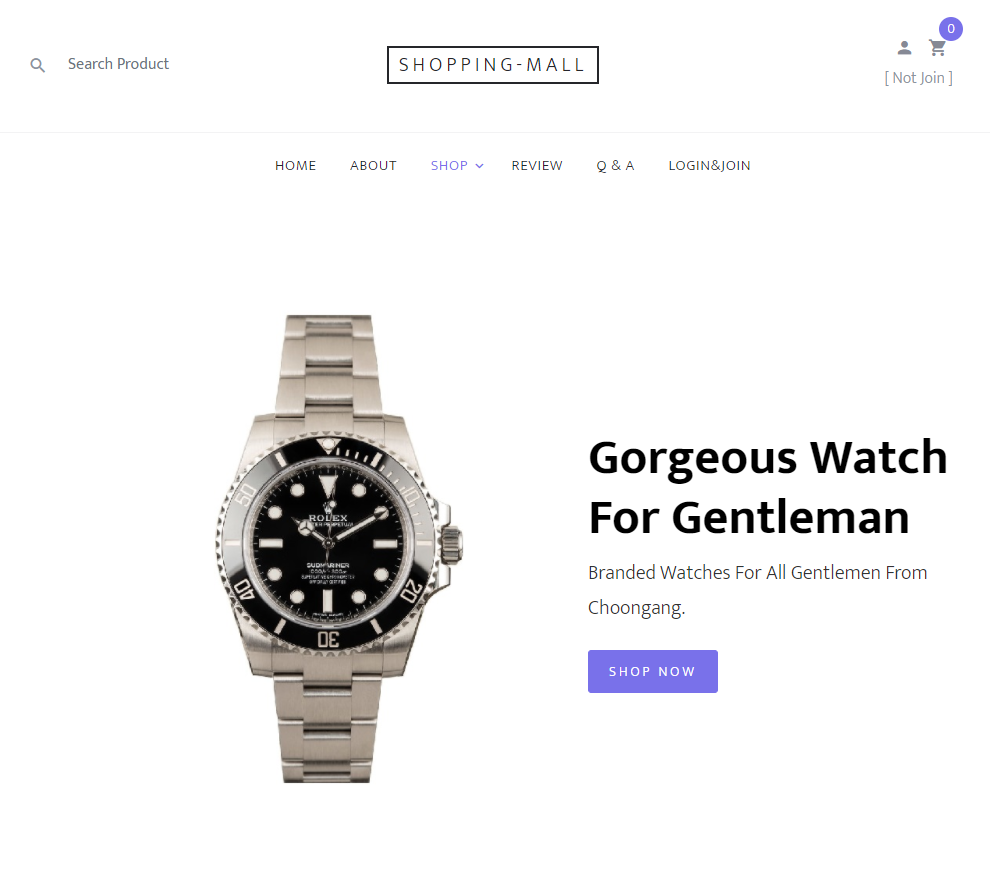 Search Product
SHOPPING-MALL
0
[ Not Join ]
HOME ABOUT SHOP REVIEW Q & A LOGIN&JOIN
Gorgeous Watch
For Gentleman
Branded Watches For All Gentlemen From
Choongang.
SHOP NOW
50
10
ROLEX
SUBMARINER
40
20
30